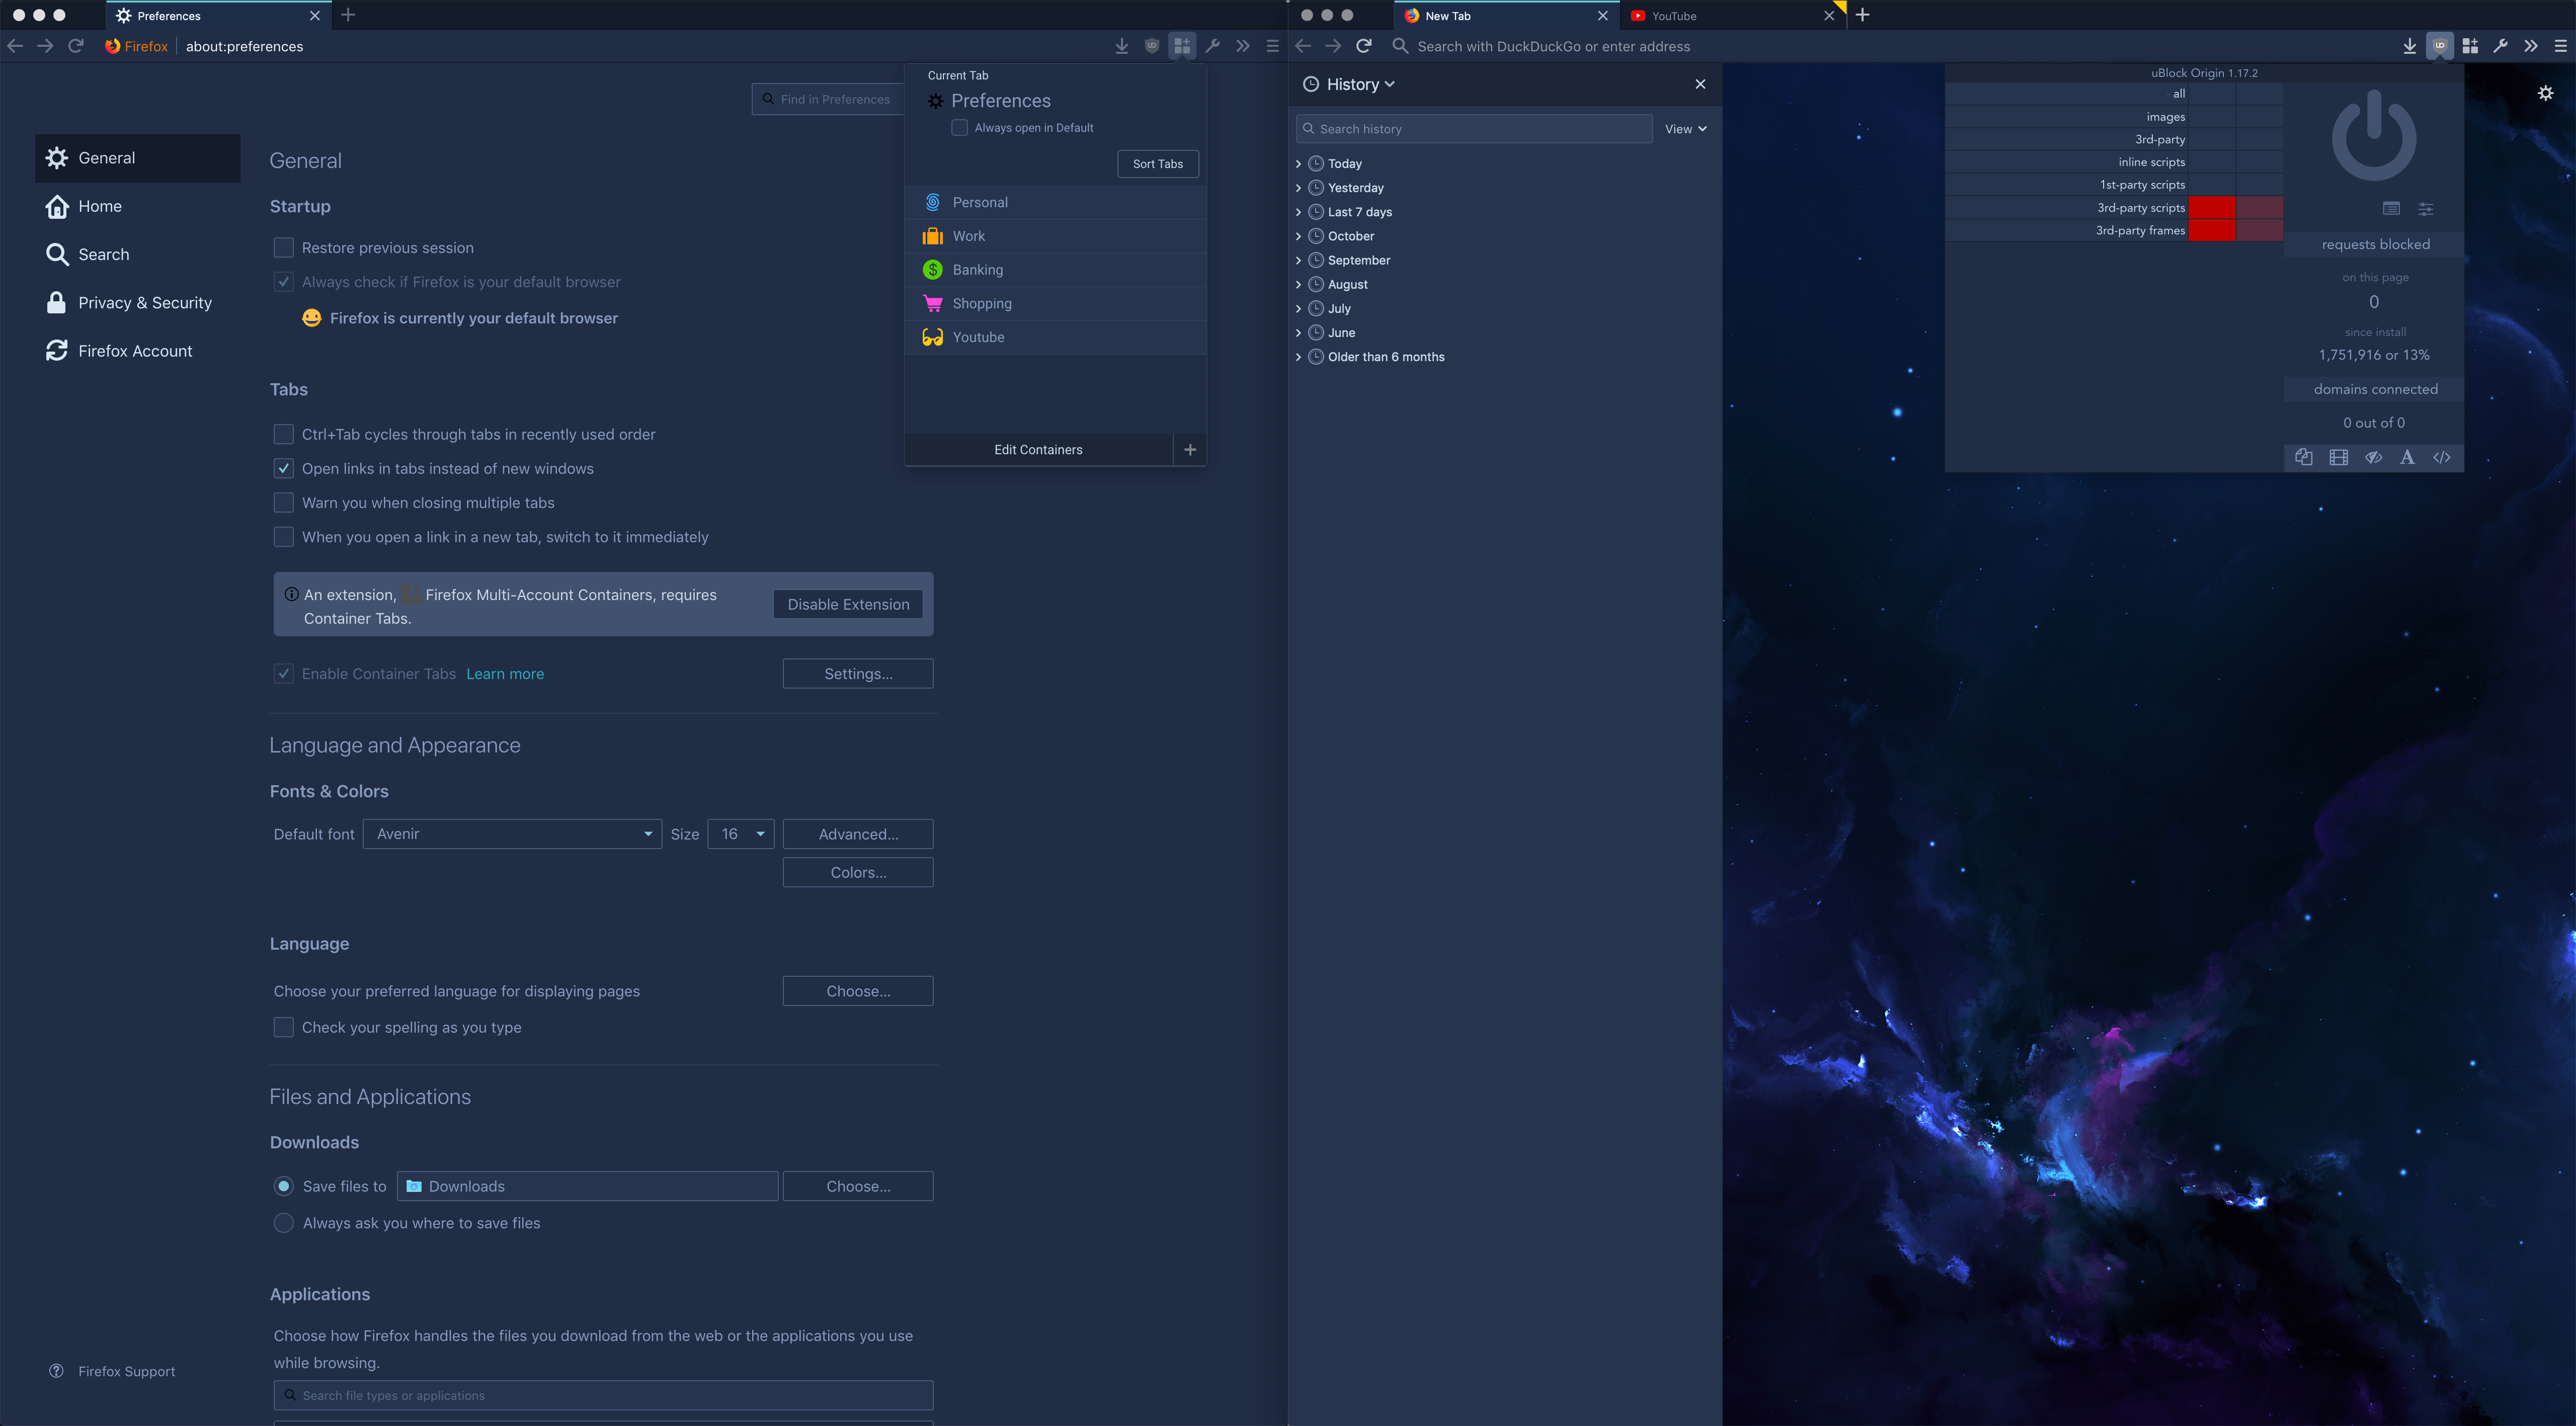 Preferences
Firefox
about:preferences
Find in Preferences
General
Home
Search
Privacy & Security
Firefox Account
Firefox Support
General
Startup
Restore previous session
Always check if Firefox is your default browser
Firefox is currently your default browser
Tabs
Ctrl+Tab cycles through tabs in recently used order
Open links in tabs instead of new windows
Warn you when closing multiple tabs
When you open a link in a new tab, switch to it immediately
An extension, Firefox Multi-Account Containers, requires
Container Tabs.
Disable Extension
Enable Container Tabs Learn more
Settings...
Language and Appearance
Fonts & Colors
Default font Avenir Size 16 Advanced...
Colors...
Language
Choose your preferred language for displaying pages
Choose...
Check your spelling as you type
Files and Applications
Downloads
Save files to Downloads Choose...
Always ask you where to save files
Applications
Choose how Firefox handles the files you download from the web or the applications you use
while browsing.
Search file types or applications
Current Tab
Preferences
Always open in Default
Sort Tabs
Personal
Work
Banking
Shopping
Youtube
Edit Containers
New Tab
YouTube
Search with DuckDuckGo or enter address
History
Search history
View
Today
Yesterday
Last 7 days
October
September
August
July
June
Older than 6 months
uBlock Origin 1.17.2
all
images
3rd-party
inline scripts
1st-party scripts
3rd-party scripts
3rd-party frames
requests blocked
on this page
0
since install
1,751,916 or 13%
domains connected
0 out of 0